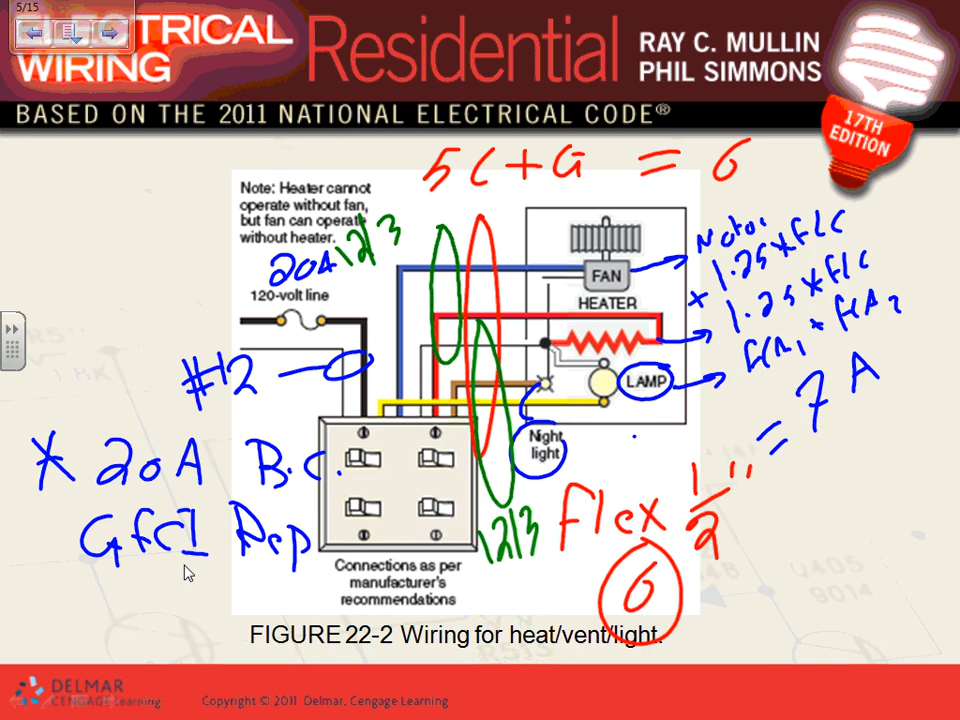 5/15
ELECTRICAL
WIRING
Residential
RAY C. MULLIN
PHIL SIMMONS
BASED ON THE 2011 NATIONAL ELECTRICAL CODE®
17TH
EDITION
5C+G = 6
Note: Heater cannot
operate without fan,
but fan can operate
without heater.
20A 12/3
120-volt line
FAN
HEATER
LAMP
Night
light
Motor
1.25*FLC
+ 1.25*FLC
= 7A
#12
* 20A B.C.
GFCI Rep
12/3
Flex 1/2"
6
Connections as per
manufacturer's
recommendations
FIGURE 22-2 Wiring for heat/vent/light.
DELMAR
CENGAGE Learning
Copyright © 2011 Delmar, Cengage Learning